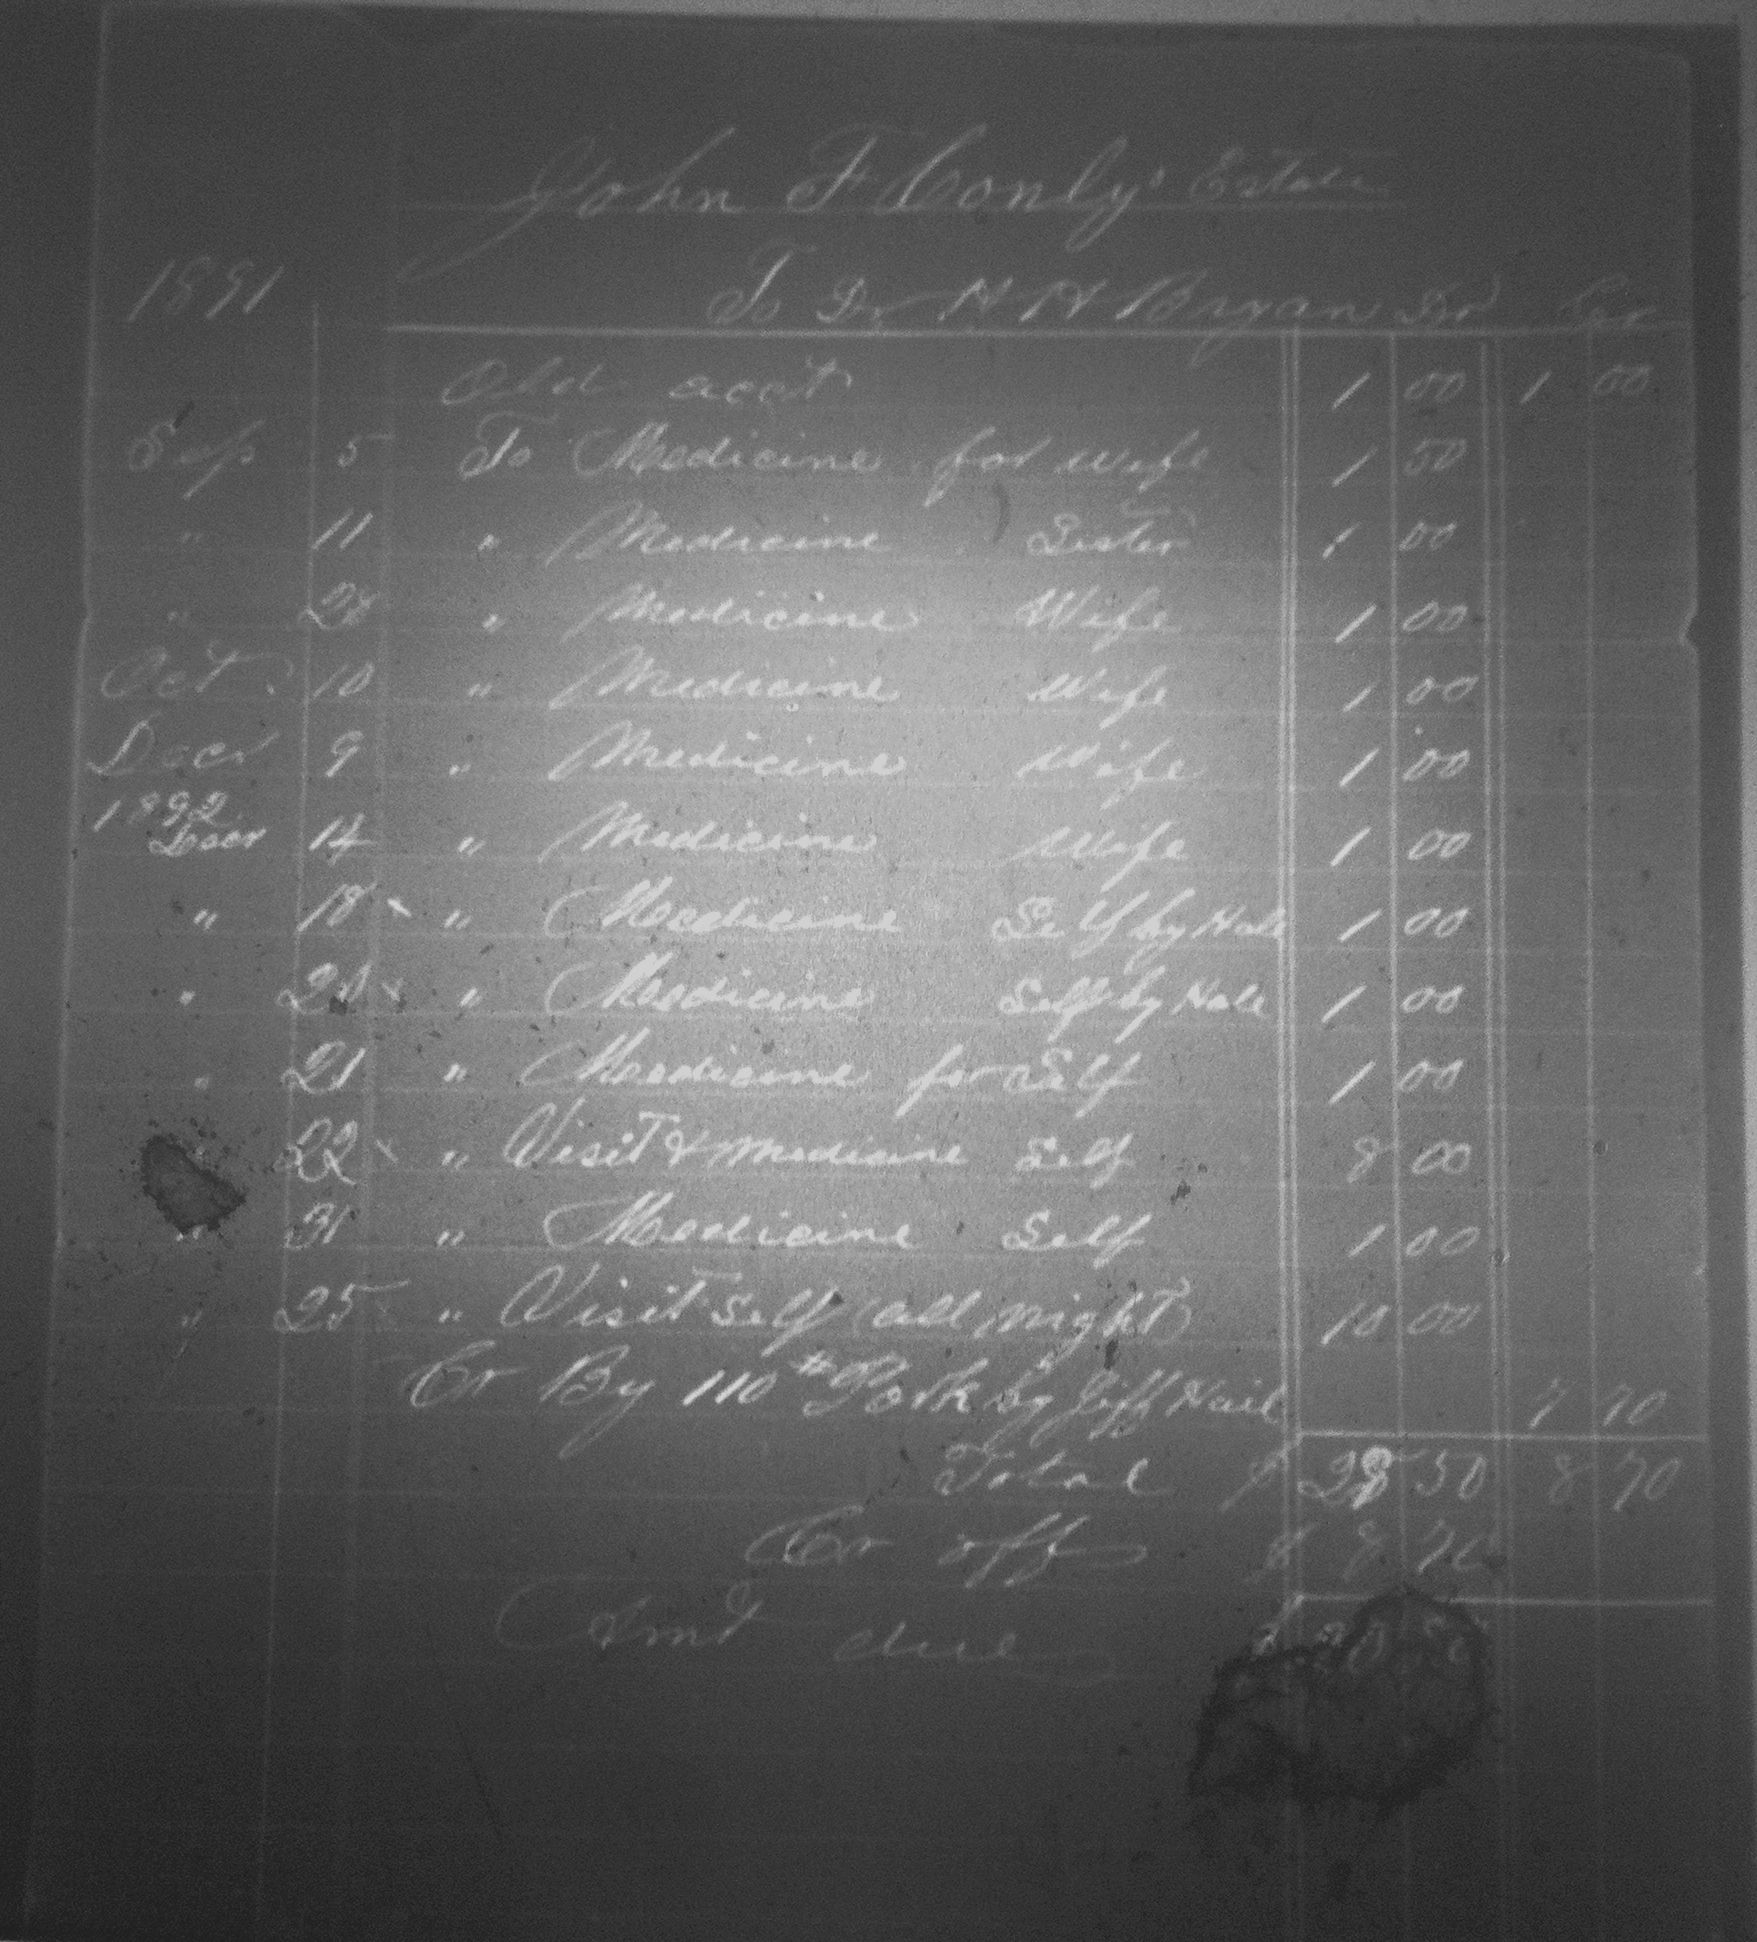 John F Conly's Estate
1891 To Dr H H Bryan Dr Cr
Old acct 1 00 1 00
Sep 5 To Medicine for Wife 1 50
" 11 " Medicine Sister 1 00
" " Medicine Wife 1 00
Oct 10 " Medicine Wife 1 00
Decr 9 " Medicine Wife 1 00
1892
Decr 14 " Medicine Wife 1 00
" 18 x " Medicine Self by Hale 1 00
" x " Medicine Self by Hale 1 00
" 21 " Medicine for Self 1 00
" 22 x " Visit & Medicine Self 8 00
" 31 " Medicine Self 1 00
" 25 " Visit Self (all night) 10 00
Cr By 110 # Pork by Jeff Hail 7 70
Total $ 28 50 8 70
Cr off $ 8 70
Amt due $